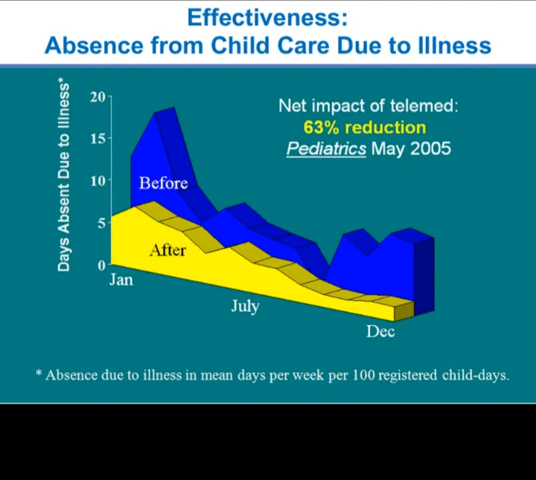 Effectiveness:
Absence from Child Care Due to Illness
Days Absent Due to Illness*
20
15
10
5
0
Net impact of telemed:
63% reduction
Pediatrics May 2005
Before
After
Jan
July
Dec
* Absence due to illness in mean days per week per 100 registered child-days.